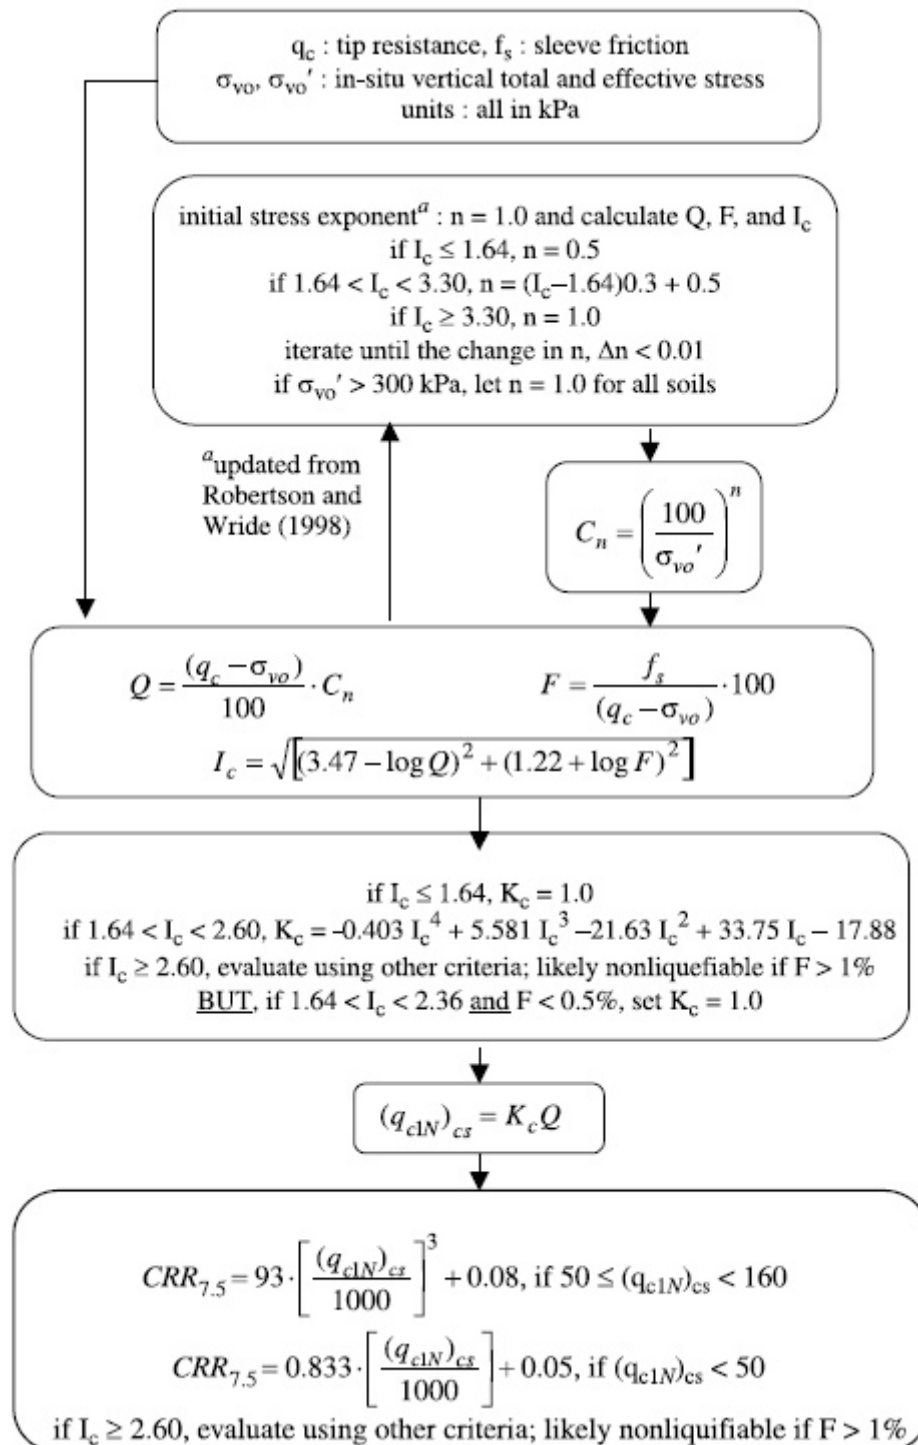 q_c : tip resistance, f_s : sleeve friction
σ_vo, σ_vo′ : in-situ vertical total and effective stress
units : all in kPa
initial stress exponent^a : n = 1.0 and calculate Q, F, and I_c
if I_c ≤ 1.64, n = 0.5
if 1.64 < I_c < 3.30, n = (I_c−1.64)0.3 + 0.5
if I_c ≥ 3.30, n = 1.0
iterate until the change in n, Δn < 0.01
if σ_vo′ > 300 kPa, let n = 1.0 for all soils
^a updated from
Robertson and
Wride (1998)
C_n = (100 / σ_vo′)^n
Q = (q_c − σ_vo) / 100 · C_n
F = f_s / (q_c − σ_vo) · 100
I_c = √[(3.47 − log Q)^2 + (1.22 + log F)^2]
if I_c ≤ 1.64, K_c = 1.0
if 1.64 < I_c < 2.60, K_c = −0.403 I_c^4 + 5.581 I_c^3 −21.63 I_c^2 + 33.75 I_c − 17.88
if I_c ≥ 2.60, evaluate using other criteria; likely nonliquefiable if F > 1%
BUT, if 1.64 < I_c < 2.36 and F < 0.5%, set K_c = 1.0
(q_c1N)_cs = K_c Q
CRR_7.5 = 93 · [(q_c1N)_cs / 1000]^3 + 0.08, if 50 ≤ (q_c1N)_cs < 160
CRR_7.5 = 0.833 · [(q_c1N)_cs / 1000] + 0.05, if (q_c1N)_cs < 50
if I_c ≥ 2.60, evaluate using other criteria; likely nonliquifiable if F > 1%